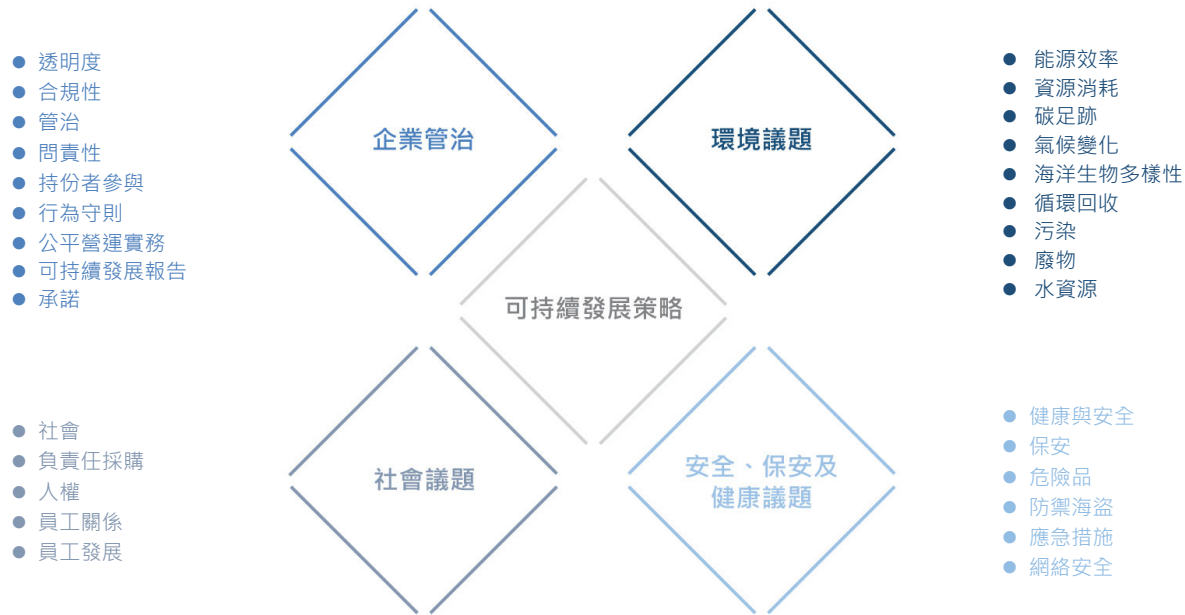 企業管治
● 透明度
● 合規性
● 管治
● 問責性
● 持份者參與
● 行為守則
● 公平營運實務
● 可持續發展報告
● 承諾
環境議題
● 能源效率
● 資源消耗
● 碳足跡
● 氣候變化
● 海洋生物多樣性
● 循環回收
● 污染
● 廢物
● 水資源
可持續發展策略
社會議題
● 社會
● 負責任採購
● 人權
● 員工關係
● 員工發展
安全、保安及
健康議題
● 健康與安全
● 保安
● 危險品
● 防禦海盜
● 應急措施
● 網絡安全